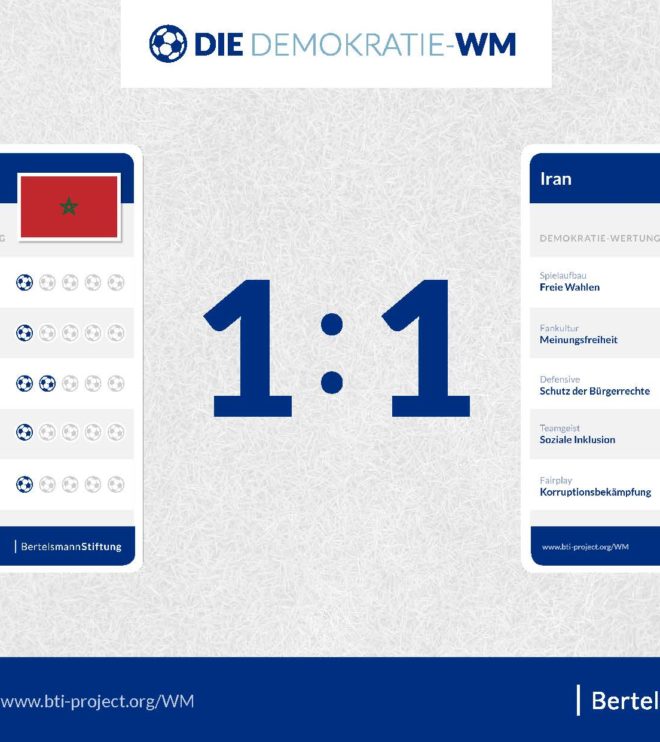 DIE DEMOKRATIE-WM
G
1:1
BertelsmannStiftung
Iran
DEMOKRATIE-WERTUNG
Spielaufbau
Freie Wahlen
Fankultur
Meinungsfreiheit
Defensive
Schutz der Bürgerrechte
Teamgeist
Soziale Inklusion
Fairplay
Korruptionsbekämpfung
www.bti-project.org/WM
www.bti-project.org/WM
Bertel